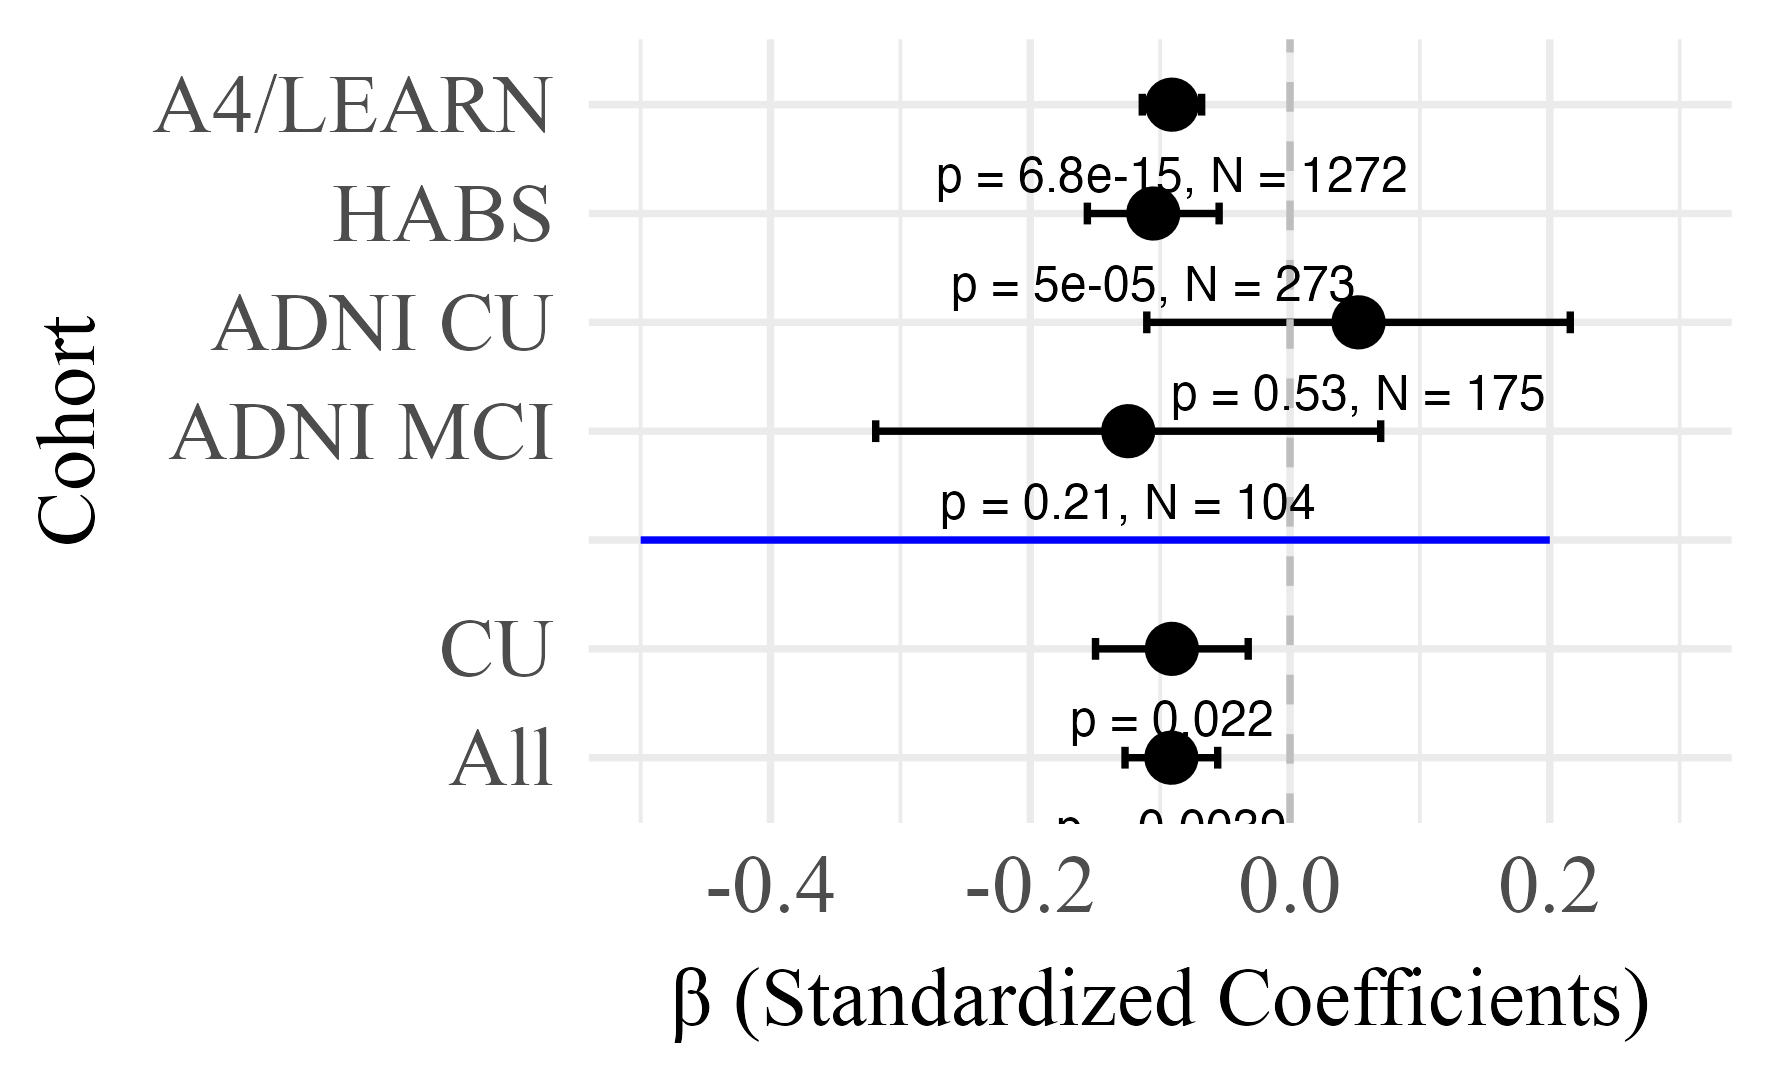 A4/LEARN
p = 6.8e-15, N = 1272
HABS
p = 5e-05, N = 273
ADNI CU
p = 0.53, N = 175
ADNI MCI
p = 0.21, N = 104
CU
p = 0.022
All
Cohort
-0.4 -0.2 0.0 0.2
β (Standardized Coefficients)